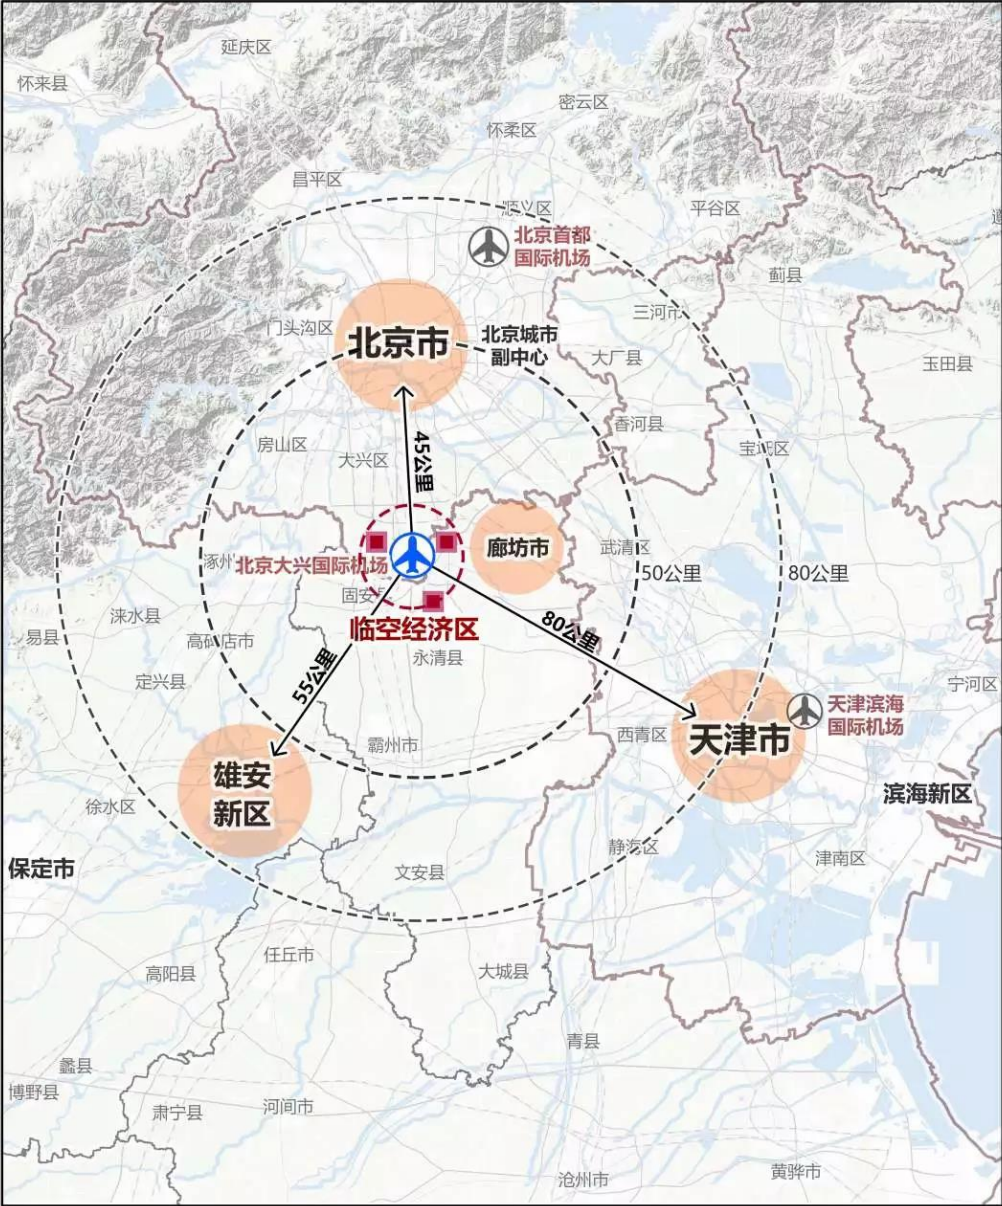 延庆区
怀来县
密云区
怀柔区
昌平区
顺义区
平谷区
北京首都
国际机场
蓟县
三河市
门头沟区
北京市
北京城市
副中心
大厂县
玉田县
香河县
房山区
大兴区
45公里
宝坻区
廊坊市
武清区
涿州
北京大兴国际机场
50公里
80公里
固安
涞水县
易县
高碑店市
临空经济区
80公里
永清县
55公里
定兴县
宁河区
天津滨海
国际机场
西青区
天津市
霸州市
雄安
新区
滨海新区
徐水区
静海区
津南区
保定市
文安县
任丘市
高阳县
大城县
青县
蠡县
博野县
肃宁县
河间市
沧州市
黄骅市